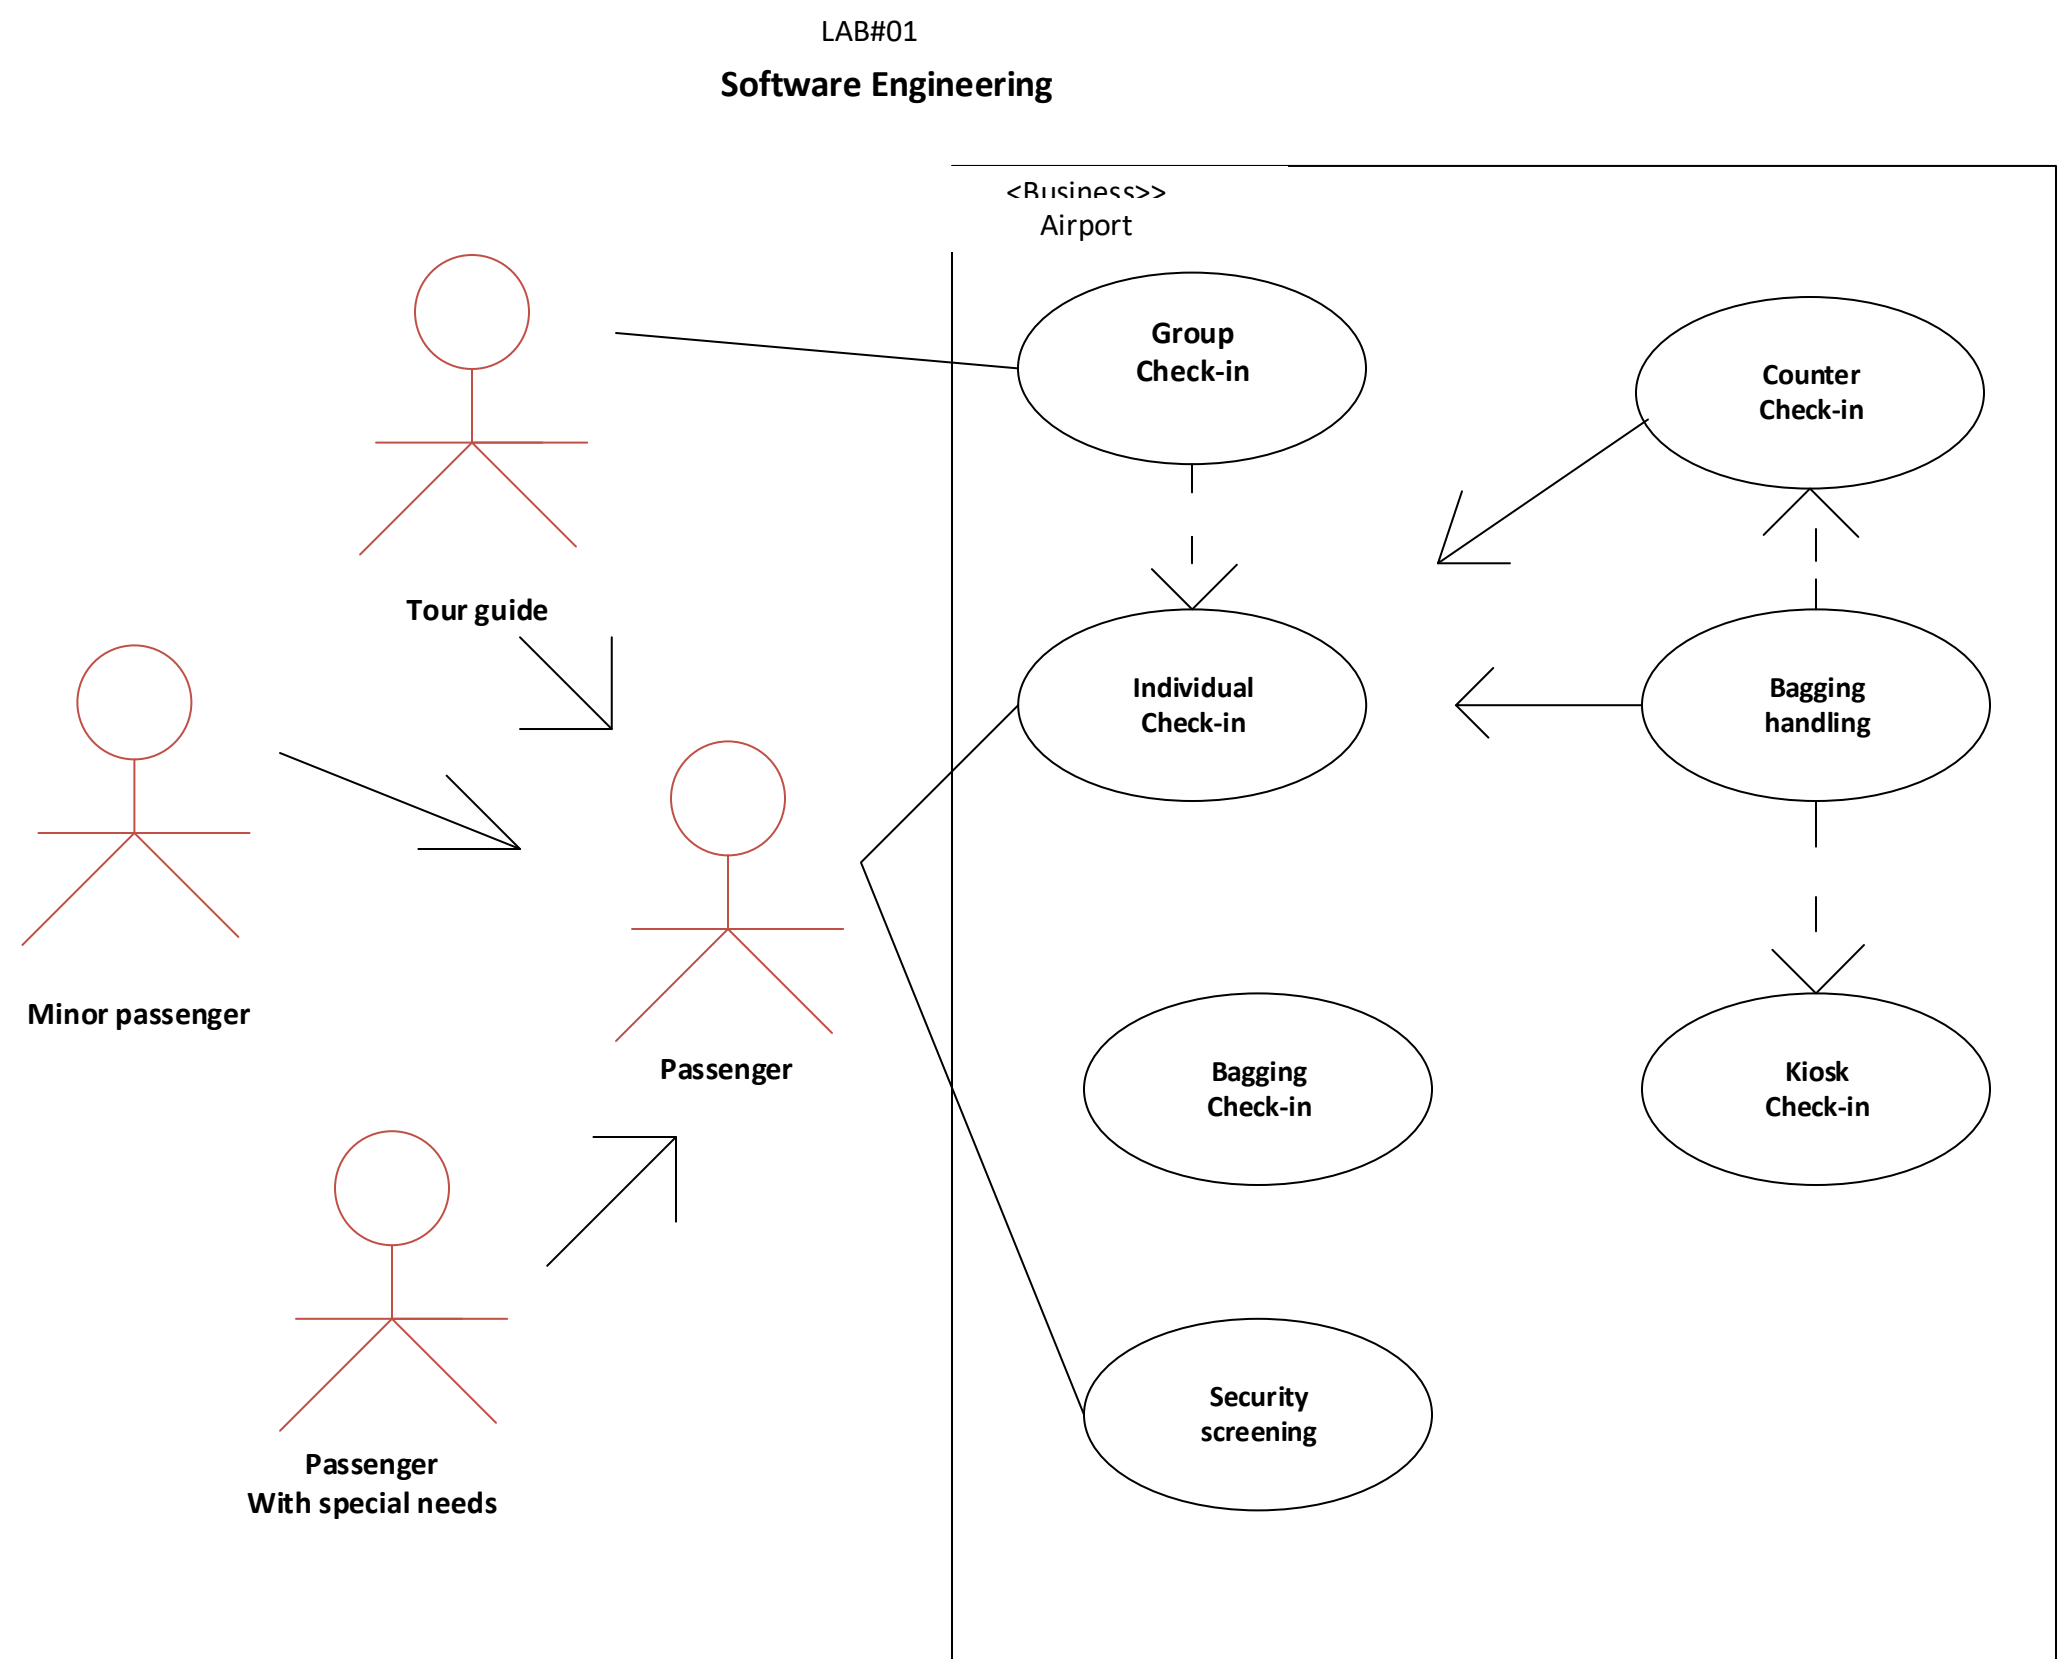 LAB#01
Software Engineering
<Business>>
Airport
Group
Check-in
Counter
Check-in
Tour guide
Individual
Check-in
Bagging
handling
Minor passenger
Passenger
Bagging
Check-in
Kiosk
Check-in
Security
screening
Passenger
With special needs